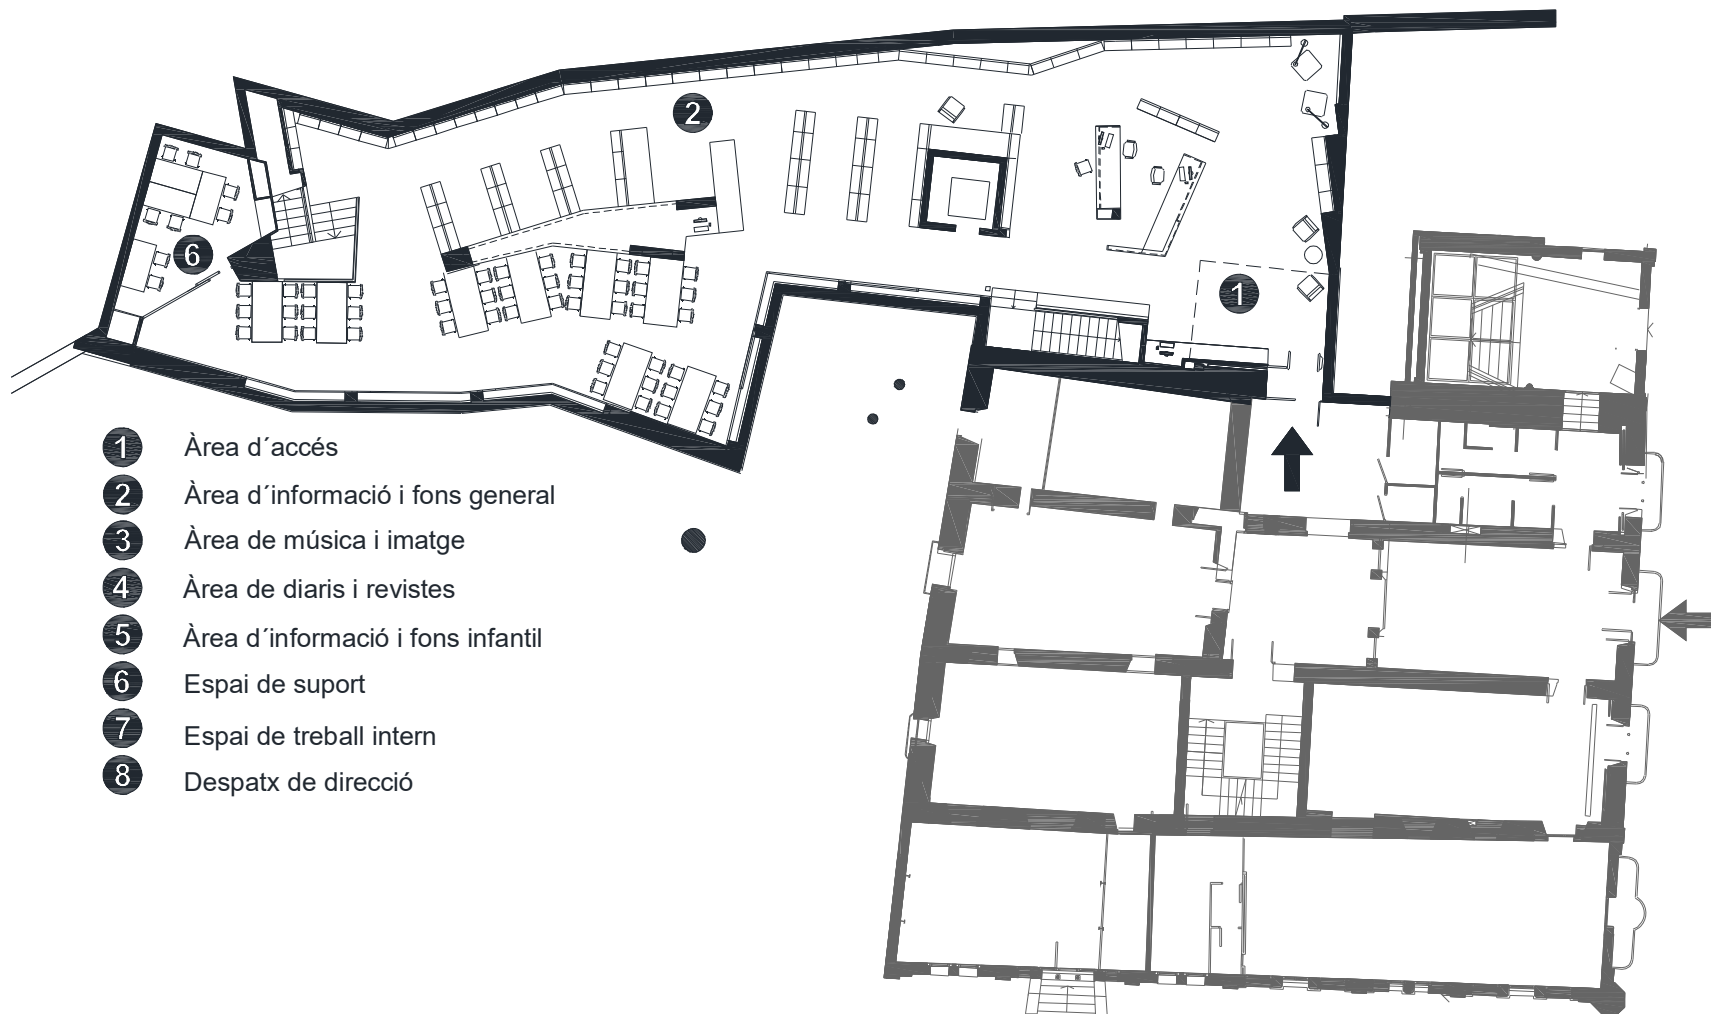 2
6
1
1 Àrea d´accés
2 Àrea d´informació i fons general
3 Àrea de música i imatge
4 Àrea de diaris i revistes
5 Àrea d´informació i fons infantil
6 Espai de suport
7 Espai de treball intern
8 Despatx de direcció